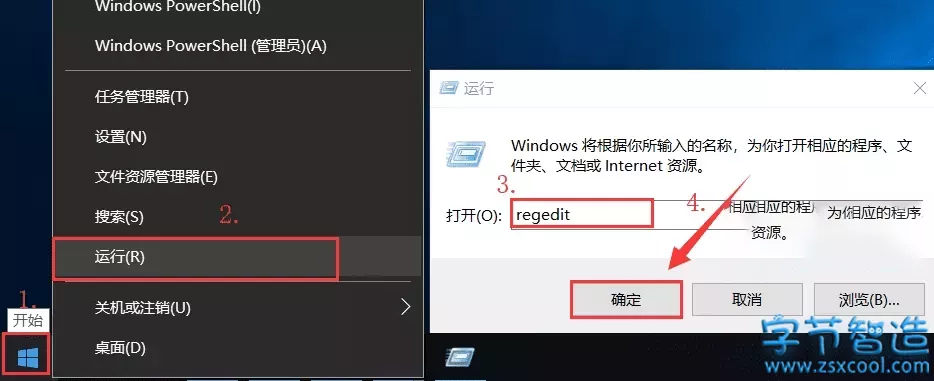 Windows PowerShell(I)
Windows PowerShell (管理员)(A)
任务管理器(T)
设置(N)
文件资源管理器(E)
搜索(S)
2.
运行(R)
关机或注销(U)
桌面(D)
1.
开始
运行
Windows 将根据你所输入的名称，为你打开相应的程序、文
件夹、文档或 Internet 资源。
3.
打开(O):
regedit
4.
相应相应的程序
为你相应的程序
资源。
确定
取消
浏览(B)...
字节智造
www.zsxcool.com